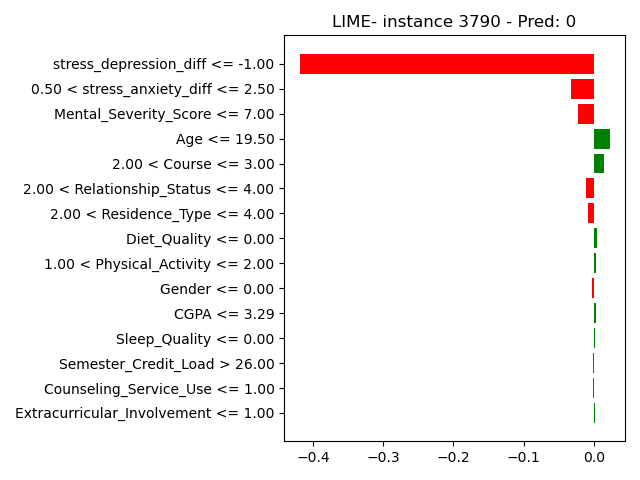 LIME- instance 3790 - Pred: 0
stress_depression_diff <= -1.00
0.50 < stress_anxiety_diff <= 2.50
Mental_Severity_Score <= 7.00
Age <= 19.50
2.00 < Course <= 3.00
2.00 < Relationship_Status <= 4.00
2.00 < Residence_Type <= 4.00
Diet_Quality <= 0.00
1.00 < Physical_Activity <= 2.00
Gender <= 0.00
CGPA <= 3.29
Sleep_Quality <= 0.00
Semester_Credit_Load > 26.00
Counseling_Service_Use <= 1.00
Extracurricular_Involvement <= 1.00
−0.4 −0.3 −0.2 −0.1 0.0